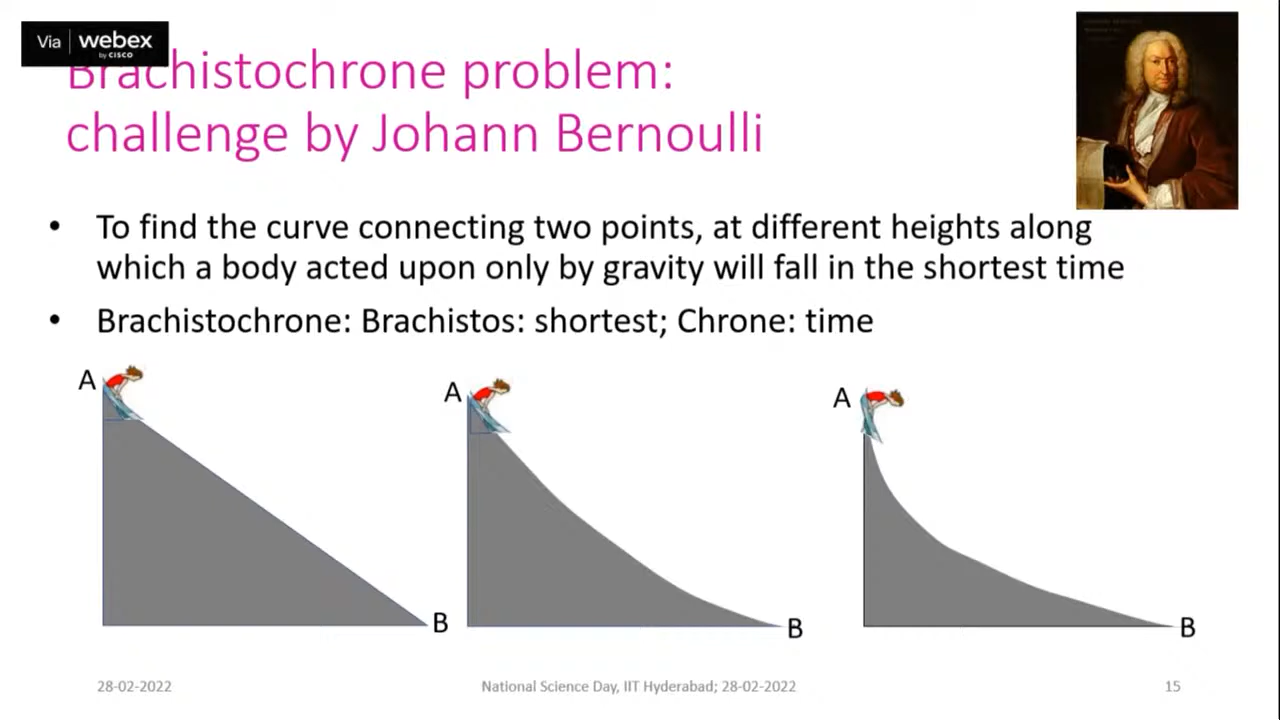 Via webex
by CISCO
Brachistochrone problem:
challenge by Johann Bernoulli
• To find the curve connecting two points, at different heights along
which a body acted upon only by gravity will fall in the shortest time
• Brachistochrone: Brachistos: shortest; Chrone: time
A
A
A
B
B
B
28-02-2022
National Science Day, IIT Hyderabad; 28-02-2022
15